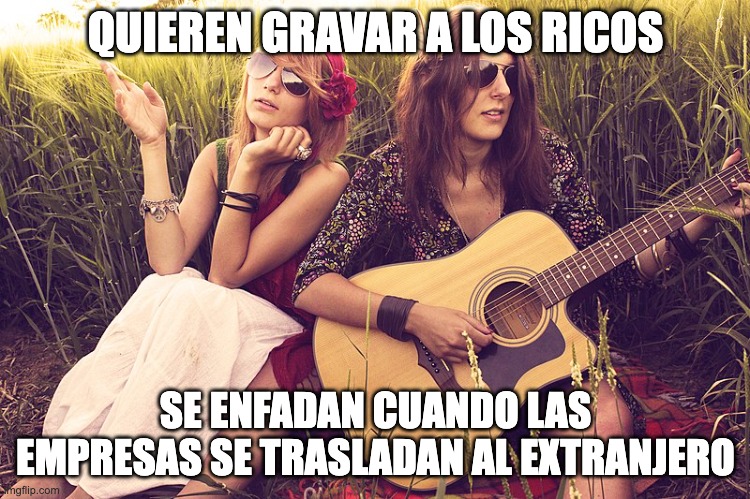 QUIEREN GRAVAR A LOS RICOS
SE ENFADAN CUANDO LAS
EMPRESAS SE TRASLADAN AL EXTRANJERO
imgflip.com